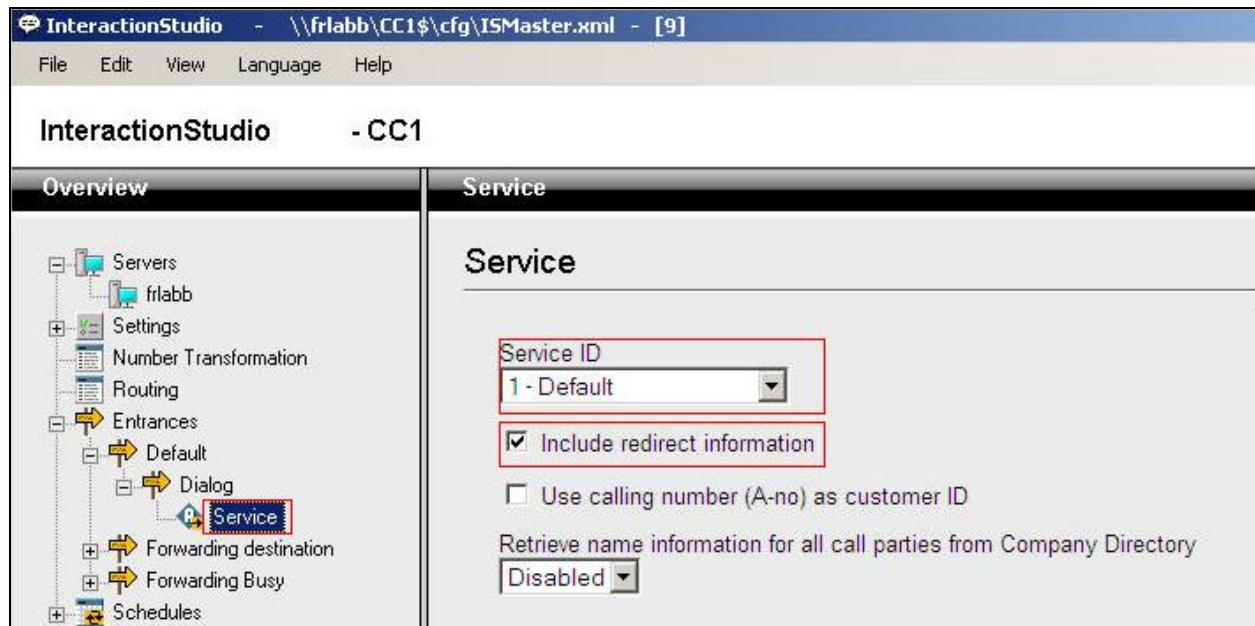 InteractionStudio - \\frlabb\CC1$\cfg\ISMaster.xml - [9]
File Edit View Language Help
InteractionStudio - CC1
Overview
Servers
frlabb
Settings
Number Transformation
Routing
Entrances
Default
Dialog
Service
Forwarding destination
Forwarding Busy
Schedules
Service
Service
Service ID
1 - Default
Include redirect information
Use calling number (A-no) as customer ID
Retrieve name information for all call parties from Company Directory
Disabled